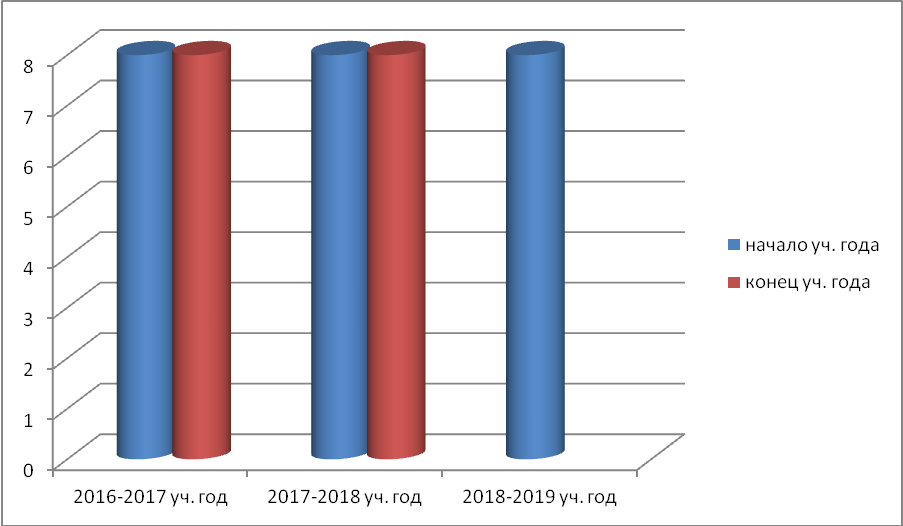 8
7
6
5
4
3
2
1
0
2016-2017 уч. год
2017-2018 уч. год
2018-2019 уч. год
начало уч. года
конец уч. года